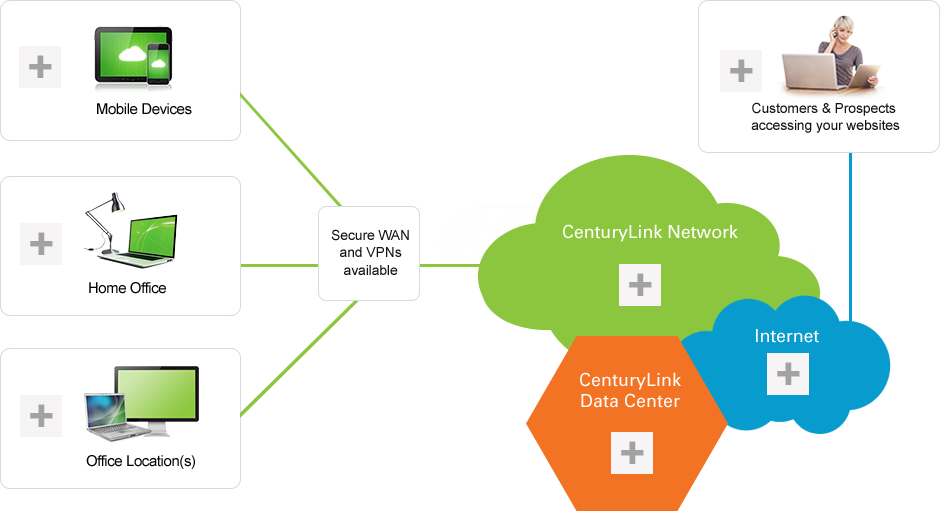 Mobile Devices
Home Office
Office Location(s)
Secure WAN
and VPNs
available
CenturyLink Network
CenturyLink
Data Center
Internet
Customers & Prospects
accessing your websites